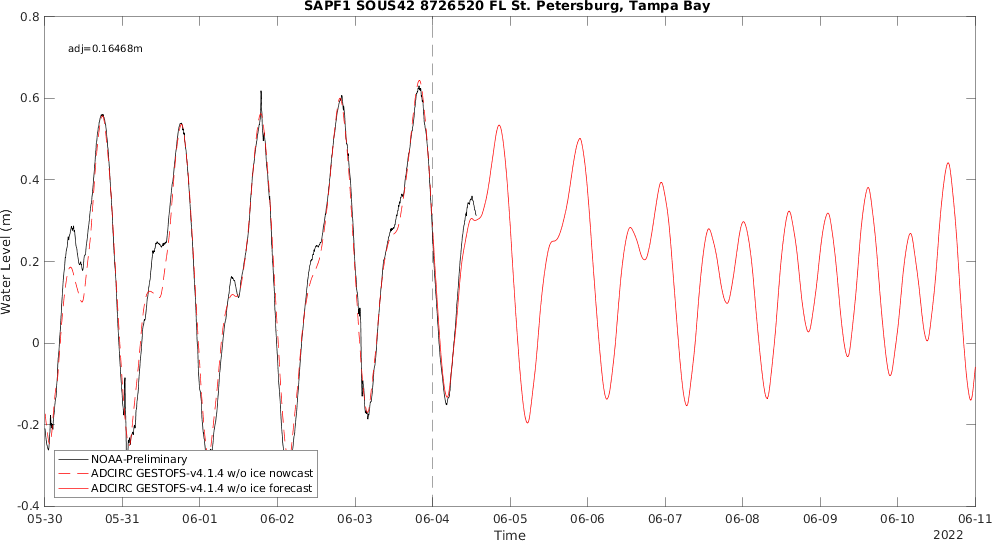 SAPF1 SOUS42 8726520 FL St. Petersburg, Tampa Bay
adj=0.16468m
Water Level (m)
0.8
0.6
0.4
0.2
0
-0.2
-0.4
NOAA-Preliminary
ADCIRC GESTOFS-v4.1.4 w/o ice nowcast
ADCIRC GESTOFS-v4.1.4 w/o ice forecast
05-30 05-31 06-01 06-02 06-03 06-04 06-05 06-06 06-07 06-08 06-09 06-10 06-11
Time
2022